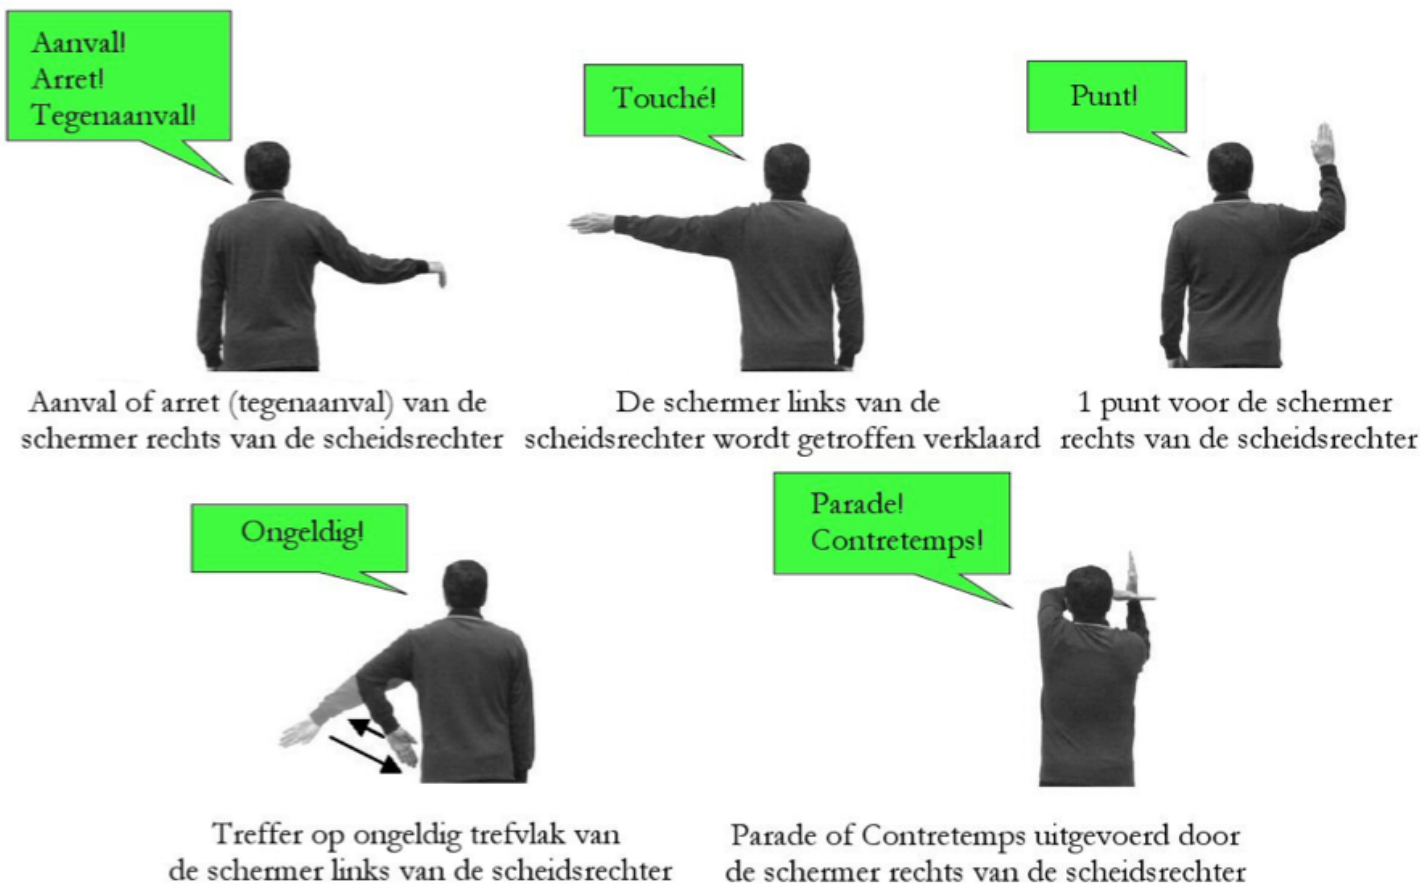 Aanval!
Arret!
Tegenaanval!
Touché!
Punt!
Aanval of arret (tegenaanval) van de
schermer rechts van de scheidsrechter
De schermer links van de
scheidsrechter wordt getroffen verklaard
1 punt voor de schermer
rechts van de scheidsrechter
Ongeldig!
Parade!
Contretemps!
Treffer op ongeldig trefvlak van
de schermer links van de scheidsrechter
Parade of Contretemps uitgevoerd door
de schermer rechts van de scheidsrechter